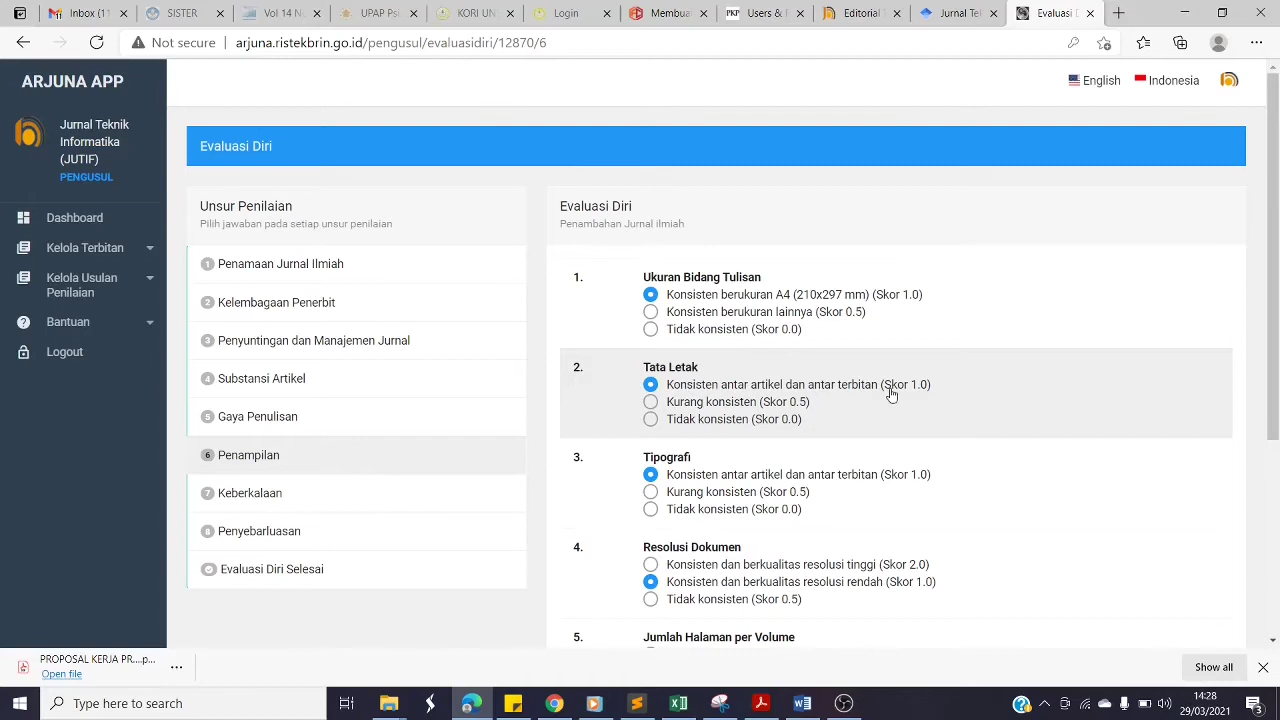 Inbox (11
SISTER
Vol 14 N
UPAP Ps
KORI UN
Login
Membua
Users &
Editorial
Jurnal Te
Evaluasi D
Not secure
arjuna.ristekbrin.go.id/pengusul/evaluasidiri/12870/6
ARJUNA APP
English
Indonesia
Jurnal Teknik
Informatika
(JUTIF)
PENGUSUL
Dashboard
Kelola Terbitan
Kelola Usulan
Penilaian
Bantuan
Logout
Evaluasi Diri
Unsur Penilaian
Pilih jawaban pada setiap unsur penilaian
1 Penamaan Jurnal Ilmiah
2 Kelembagaan Penerbit
3 Penyuntingan dan Manajemen Jurnal
4 Substansi Artikel
5 Gaya Penulisan
6 Penampilan
7 Keberkalaan
8 Penyebarluasan
Evaluasi Diri Selesai
Evaluasi Diri
Penambahan Jurnal ilmiah
1. Ukuran Bidang Tulisan
Konsisten berukuran A4 (210x297 mm) (Skor 1.0)
Konsisten berukuran lainnya (Skor 0.5)
Tidak konsisten (Skor 0.0)
2. Tata Letak
Konsisten antar artikel dan antar terbitan (Skor 1.0)
Kurang konsisten (Skor 0.5)
Tidak konsisten (Skor 0.0)
3. Tipografi
Konsisten antar artikel dan antar terbitan (Skor 1.0)
Kurang konsisten (Skor 0.5)
Tidak konsisten (Skor 0.0)
4. Resolusi Dokumen
Konsisten dan berkualitas resolusi tinggi (Skor 2.0)
Konsisten dan berkualitas resolusi rendah (Skor 1.0)
Tidak konsisten (Skor 0.5)
5. Jumlah Halaman per Volume
PROPOSAL KERJA PR....p...
Open file
Show all
Type here to search
14:28
29/03/2021